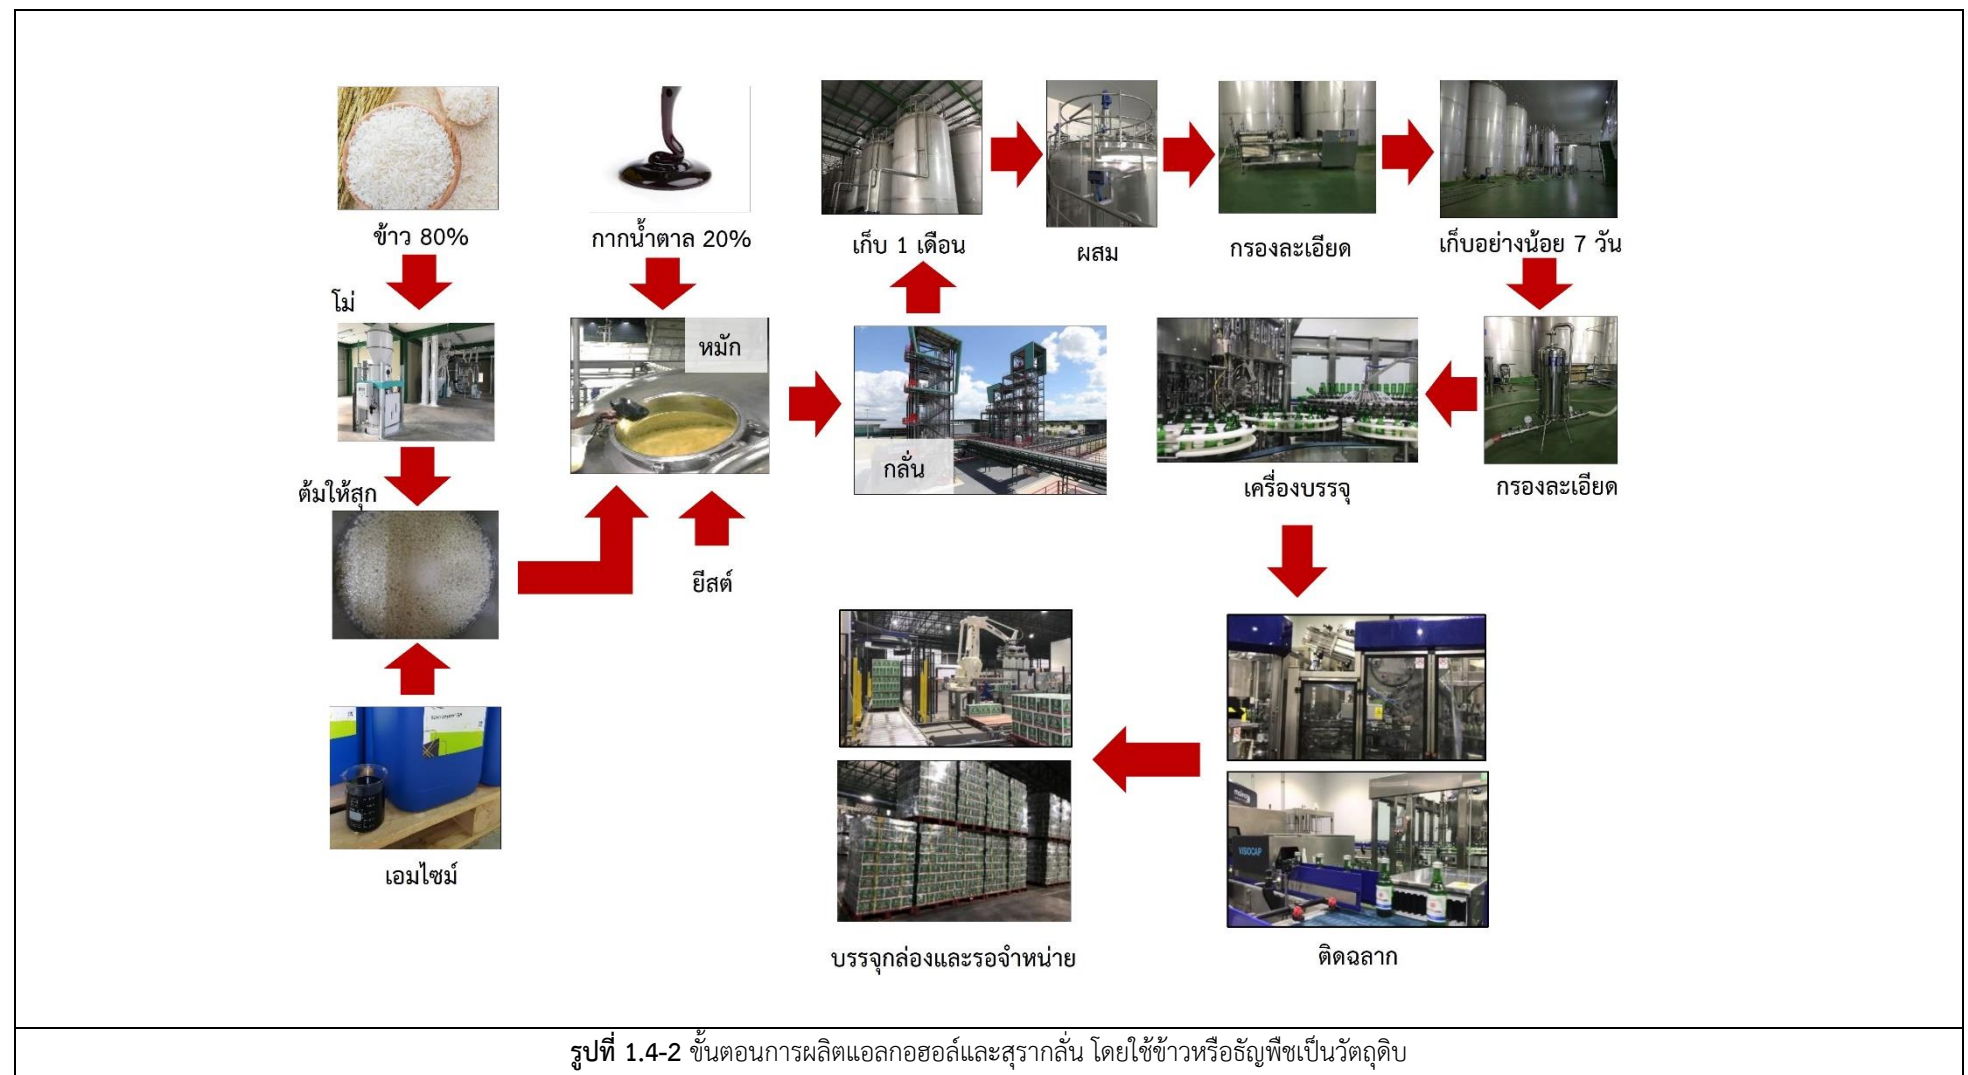 ข้าว 80%
กากน้ำตาล 20%
เก็บ 1 เดือน
ผสม
กรองละเอียด
เก็บอย่างน้อย 7 วัน
โม่
หมัก
กลั่น
เครื่องบรรจุ
กรองละเอียด
ต้มให้สุก
ยีสต์
เอมไซม์
VISIOCAP
บรรจุกล่องและรอจำหน่าย
ติดฉลาก
รูปที่ 1.4-2 ขั้นตอนการผลิตแอลกอฮอล์และสุรากลั่น โดยใช้ข้าวหรือธัญพืชเป็นวัตถุดิบ